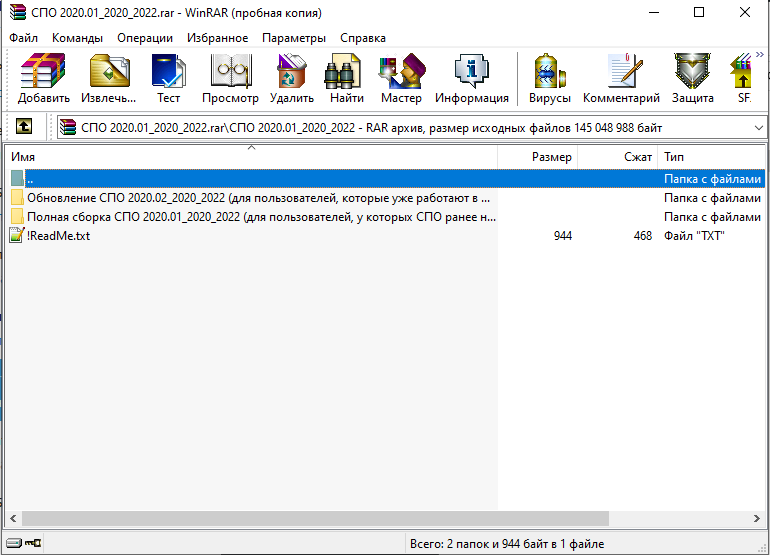 СПО 2020.01_2020_2022.rar - WinRAR (пробная копия)
Файл Команды Операции Избранное Параметры Справка
Добавить Извлечь... Тест Просмотр Удалить Найти Мастер Информация Вирусы Комментарий Защита SF
СПО 2020.01_2020_2022.rar\СПО 2020.01_2020_2022 - RAR архив, размер исходных файлов 145 048 988 байт
Имя Размер Сжат Тип
.. Папка с файлами
Обновление СПО 2020.02_2020_2022 (для пользователей, которые уже работают в ... Папка с файлами
Полная сборка СПО 2020.01_2020_2022 (для пользователей, у которых СПО ранее н... Папка с файлами
!ReadMe.txt 944 468 Файл "TXT"
Всего: 2 папок и 944 байт в 1 файле